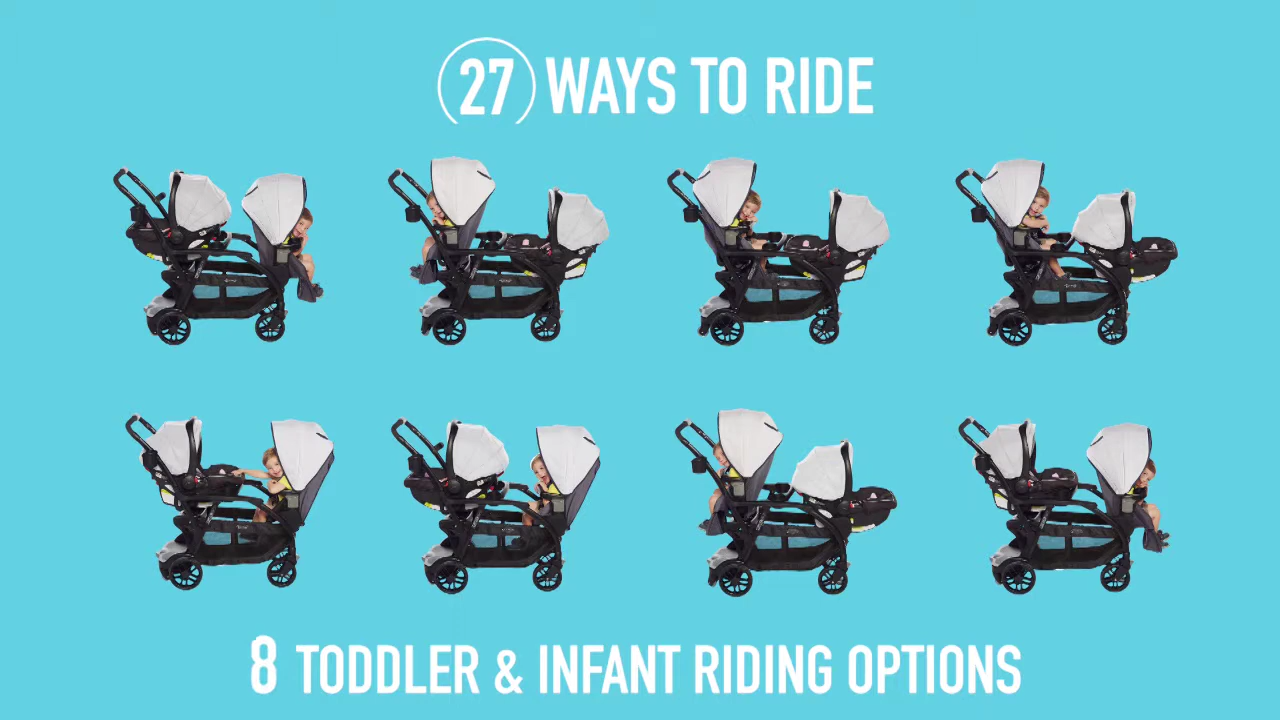 27 WAYS TO RIDE
8 TODDLER & INFANT RIDING OPTIONS